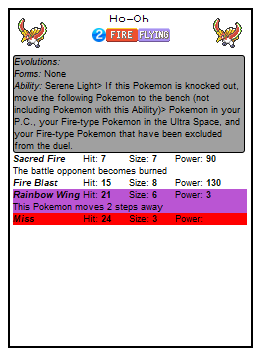 Ho-Oh
2 FIRE FLYING
Evolutions:
Forms: None
Ability: Serene Light> If this Pokemon is knocked out,
move the following Pokemon to the bench (not
including Pokemon with this Ability)> Pokemon in your
P.C., your Fire-type Pokemon in the Ultra Space, and
your Fire-type Pokemon that have been excluded
from the duel.
Sacred Fire Hit: 7 Size: 7 Power: 90
The battle opponent becomes burned
Fire Blast Hit: 15 Size: 8 Power: 130
Rainbow Wing Hit: 21 Size: 6 Power: 3
This Pokemon moves 2 steps away
Miss Hit: 24 Size: 3 Power: